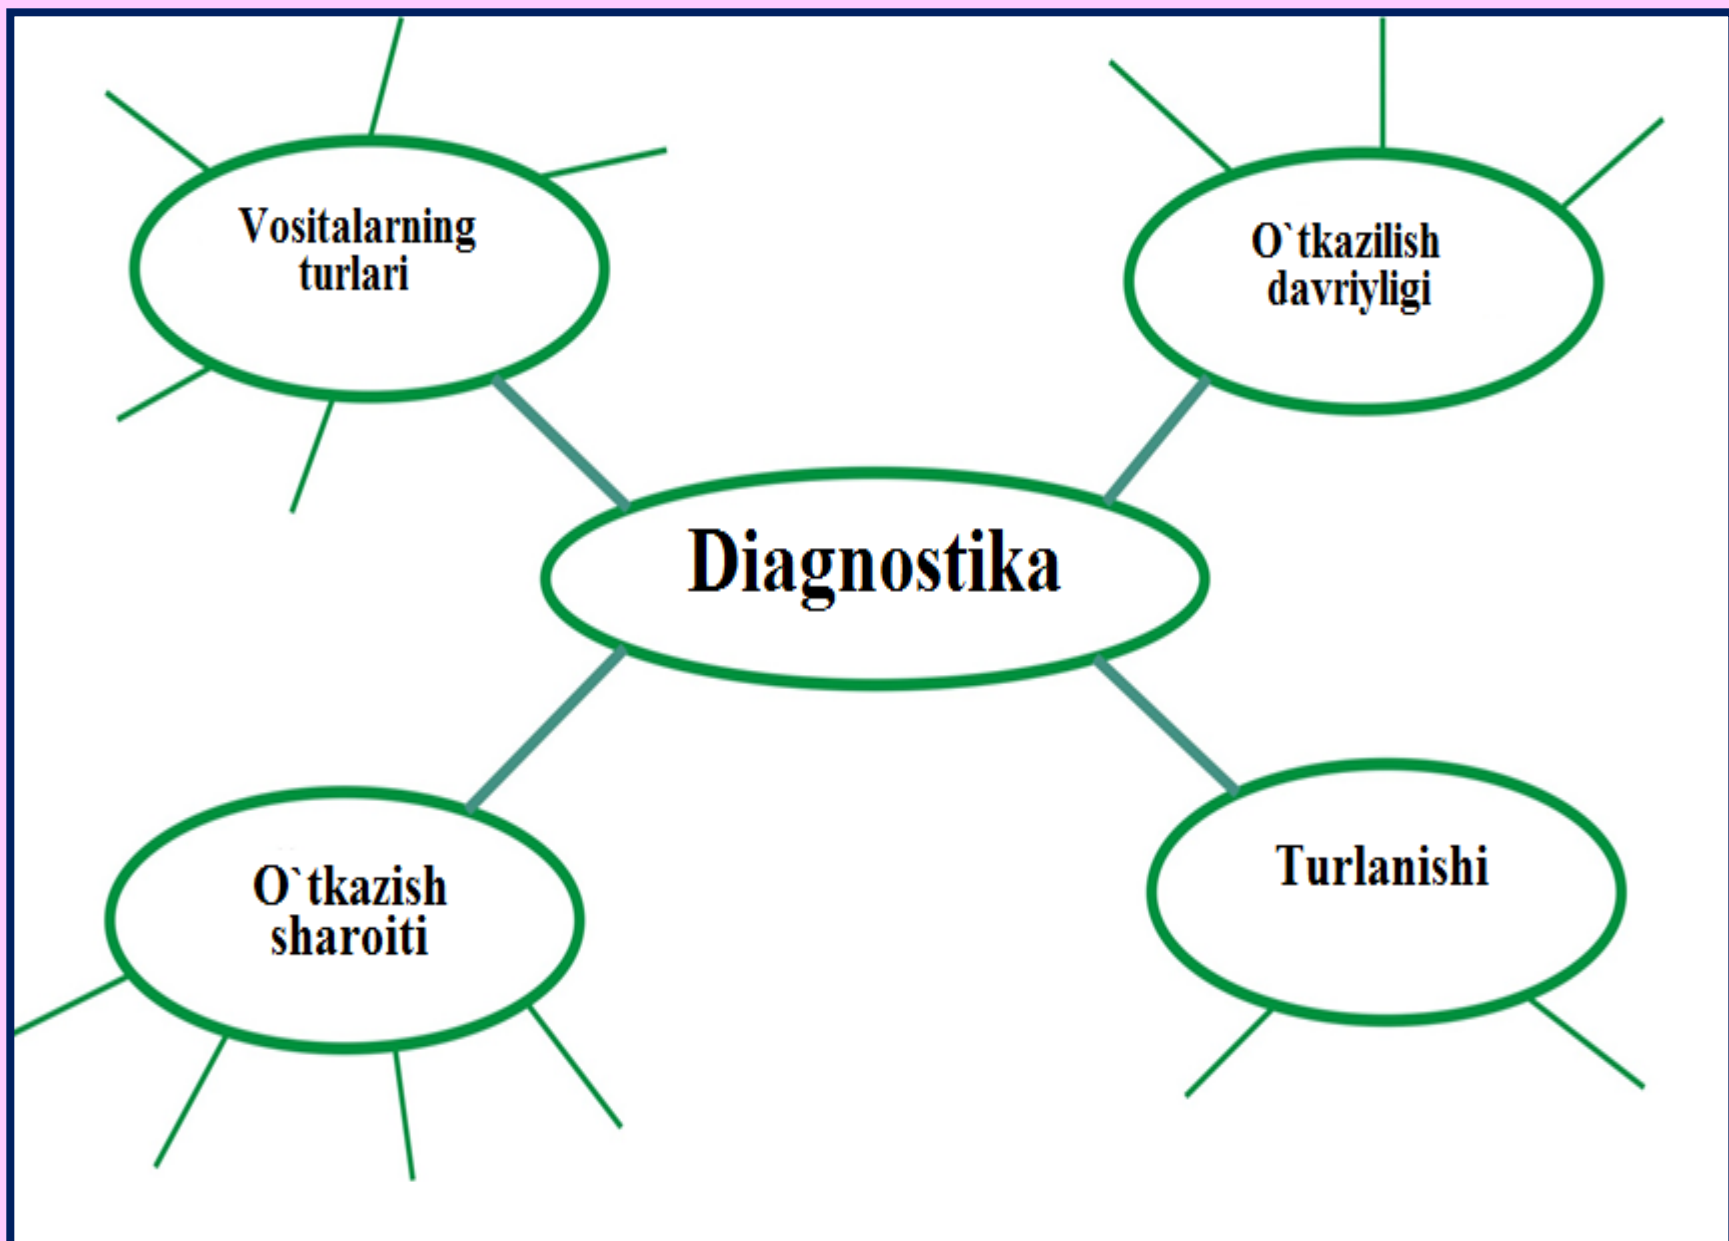 Vositalarning
turlari
O`tkazilish
davriyligi
Diagnostika
O`tkazish
sharoiti
Turlanishi